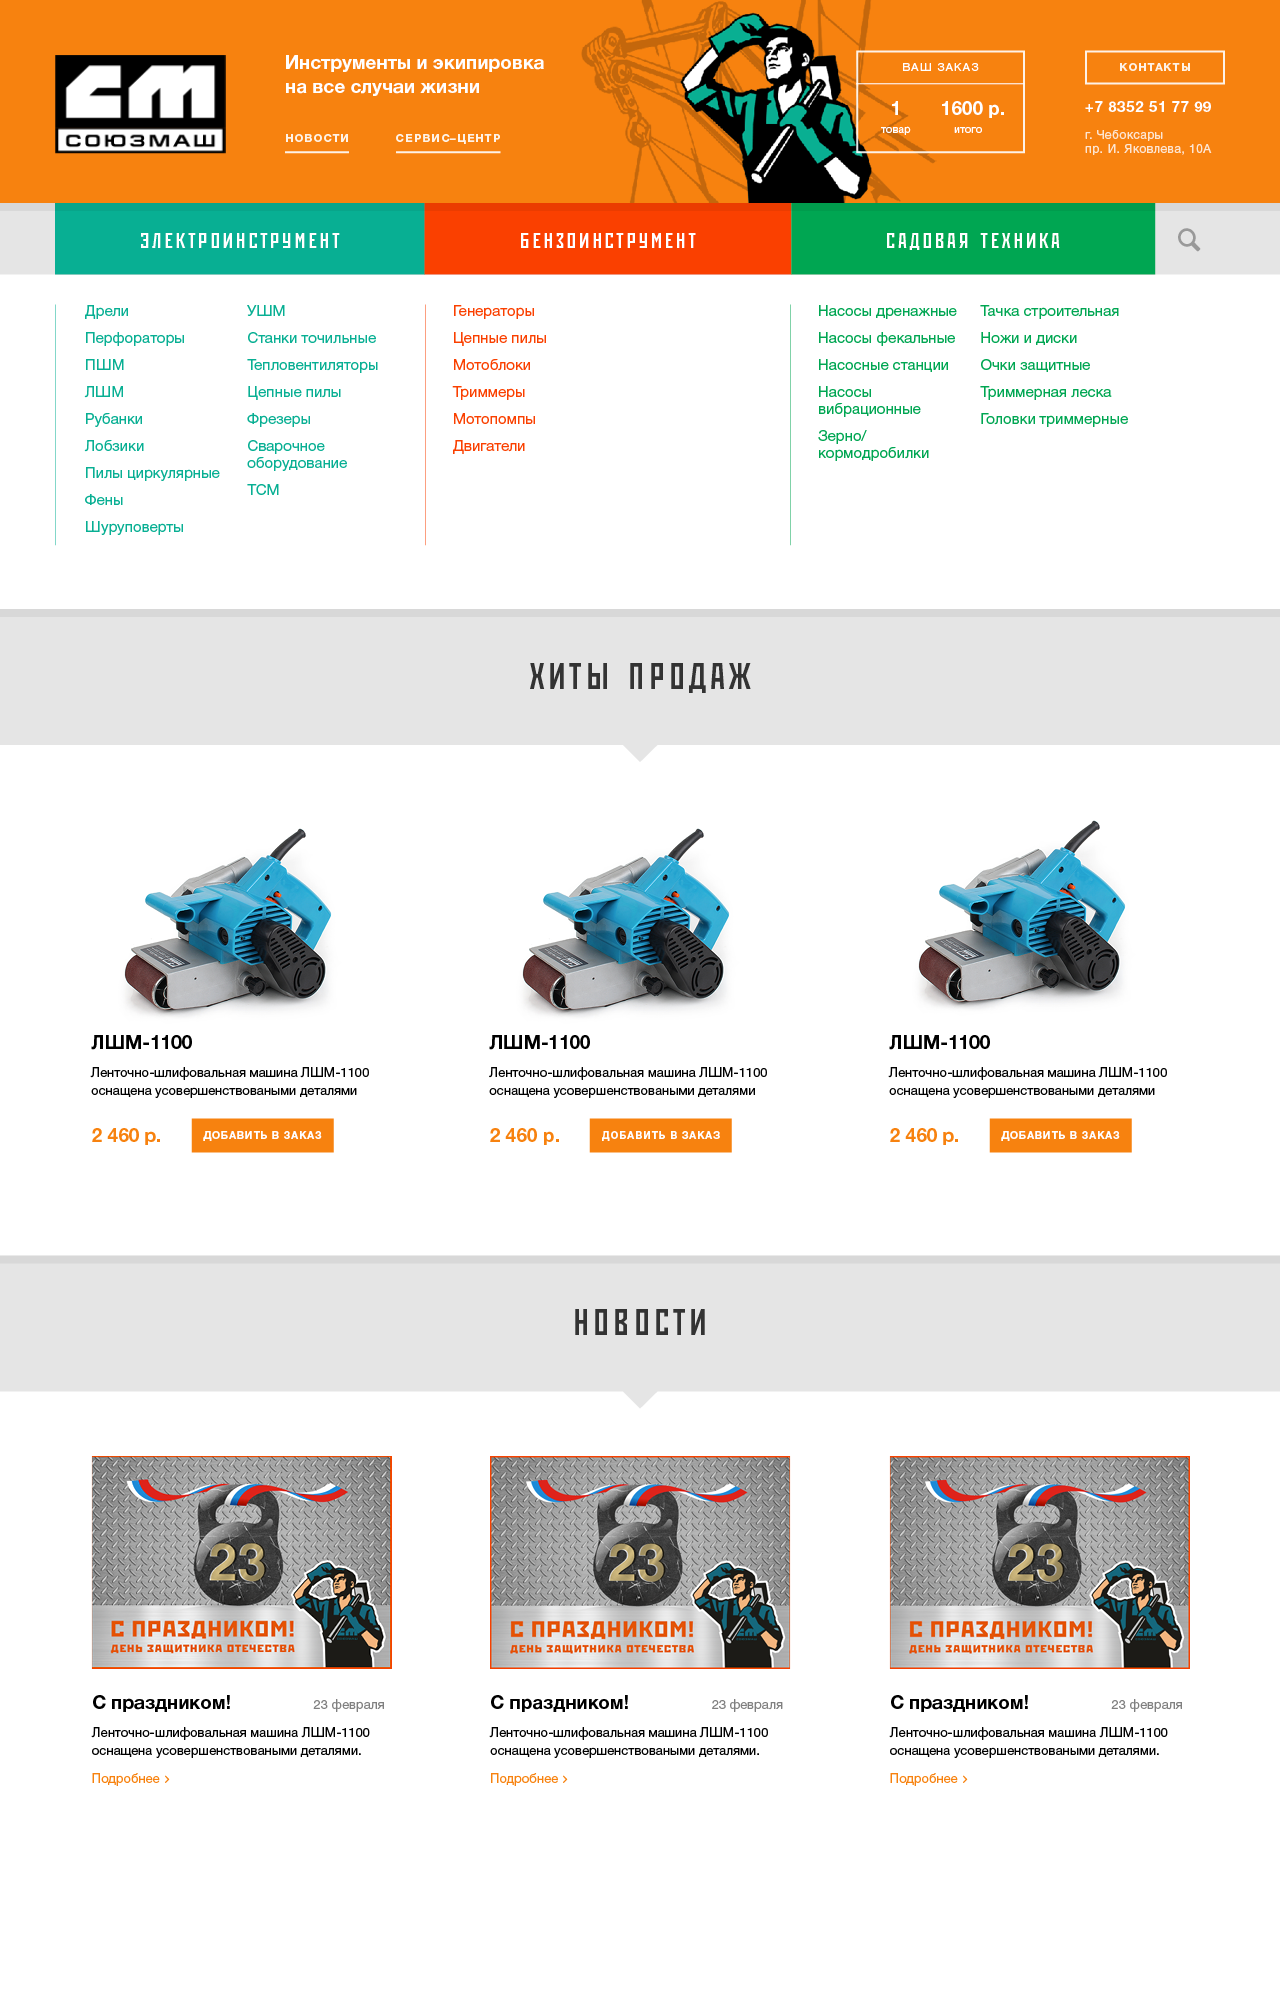 СМ
СОЮЗМАШ
Инструменты и экипировка
на все случаи жизни
НОВОСТИ
СЕРВИС–ЦЕНТР
ВАШ ЗАКАЗ
1
товар
1600 р.
итого
КОНТАКТЫ
+7 8352 51 77 99
г. Чебоксары
пр. И. Яковлева, 10А
ЭЛЕКТРОИНСТРУМЕНТ
БЕНЗОИНСТРУМЕНТ
САДОВАЯ ТЕХНИКА
Дрели
Перфораторы
ПШМ
ЛШМ
Рубанки
Лобзики
Пилы циркулярные
Фены
Шуруповерты
УШМ
Станки точильные
Тепловентиляторы
Цепные пилы
Фрезеры
Сварочное
оборудование
ТСМ
Генераторы
Цепные пилы
Мотоблоки
Триммеры
Мотопомпы
Двигатели
Насосы дренажные
Насосы фекальные
Насосные станции
Насосы
вибрационные
Зерно/
кормодробилки
Тачка строительная
Ножи и диски
Очки защитные
Триммерная леска
Головки триммерные
ХИТЫ ПРОДАЖ
ЛШМ-1100
Ленточно-шлифовальная машина ЛШМ-1100
оснащена усовершенствоваными деталями
2 460 р.
ДОБАВИТЬ В ЗАКАЗ
ЛШМ-1100
Ленточно-шлифовальная машина ЛШМ-1100
оснащена усовершенствоваными деталями
2 460 р.
ДОБАВИТЬ В ЗАКАЗ
ЛШМ-1100
Ленточно-шлифовальная машина ЛШМ-1100
оснащена усовершенствоваными деталями
2 460 р.
ДОБАВИТЬ В ЗАКАЗ
НОВОСТИ
23
С ПРАЗДНИКОМ!
ДЕНЬ ЗАЩИТНИКА ОТЕЧЕСТВА
С праздником!
23 февраля
Ленточно-шлифовальная машина ЛШМ-1100
оснащена усовершенствоваными деталями.
Подробнее ›
23
С ПРАЗДНИКОМ!
ДЕНЬ ЗАЩИТНИКА ОТЕЧЕСТВА
С праздником!
23 февраля
Ленточно-шлифовальная машина ЛШМ-1100
оснащена усовершенствоваными деталями.
Подробнее ›
23
С ПРАЗДНИКОМ!
ДЕНЬ ЗАЩИТНИКА ОТЕЧЕСТВА
С праздником!
23 февраля
Ленточно-шлифовальная машина ЛШМ-1100
оснащена усовершенствоваными деталями.
Подробнее ›